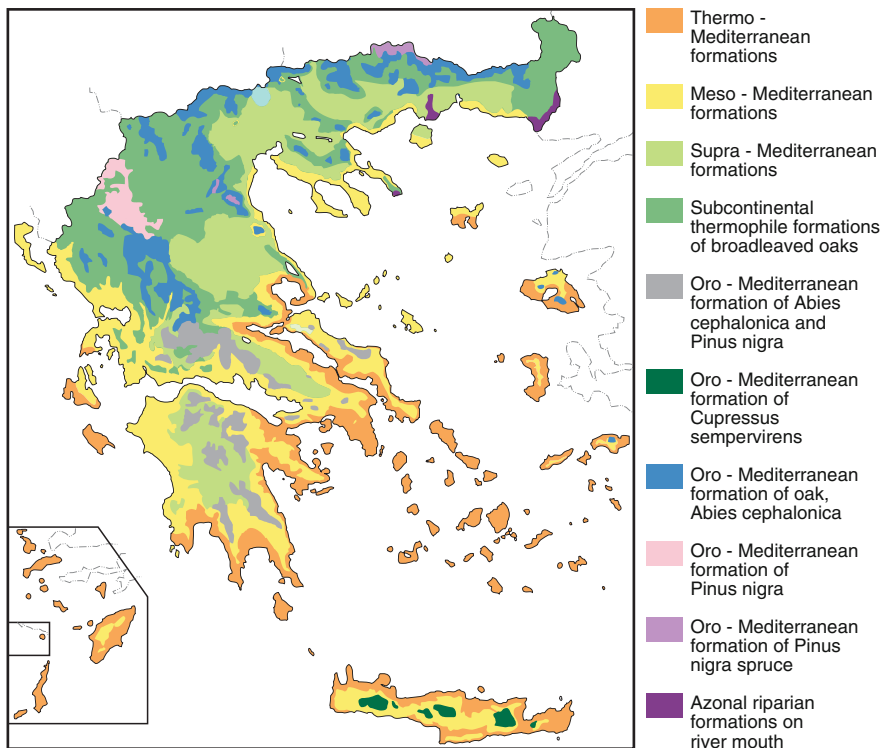 Thermo -
Mediterranean
formations
Meso - Mediterranean
formations
Supra - Mediterranean
formations
Subcontinental
thermophile formations
of broadleaved oaks
Oro - Mediterranean
formation of Abies
cephalonica and
Pinus nigra
Oro - Mediterranean
formation of
Cupressus
sempervirens
Oro - Mediterranean
formation of oak,
Abies cephalonica
Oro - Mediterranean
formation of
Pinus nigra
Oro - Mediterranean
formation of Pinus
nigra spruce
Azonal riparian
formations on
river mouth